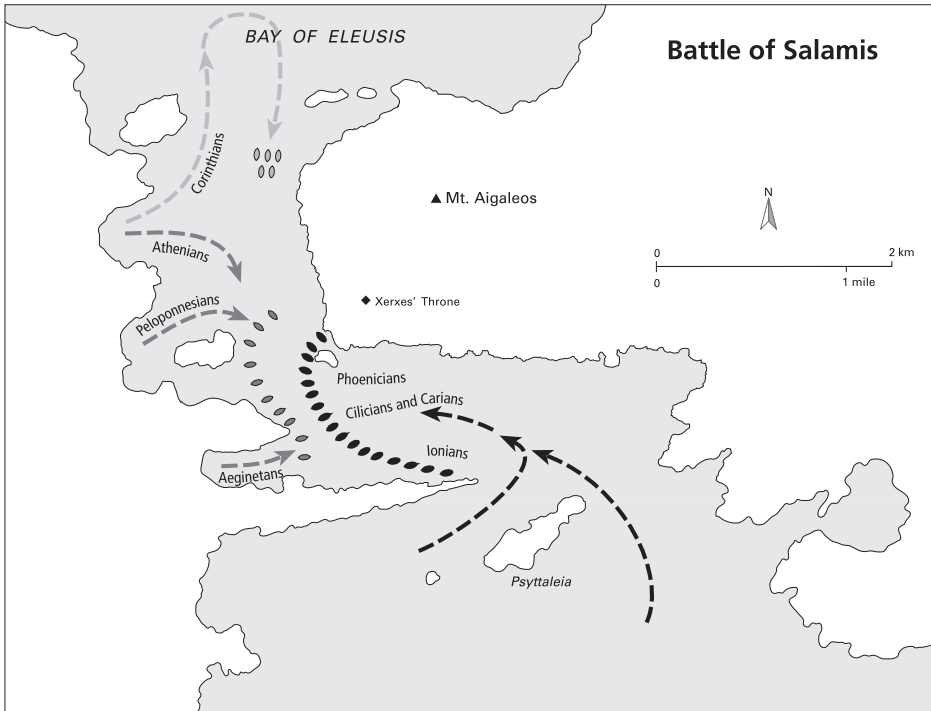 BAY OF ELEUSIS
Battle of Salamis
Corinthians
Mt. Aigaleos
N
Athenians
0
2 km
0
1 mile
Peloponnesians
Xerxes' Throne
Phoenicians
Cilicians and Carians
Ionians
Aeginetans
Psyttaleia